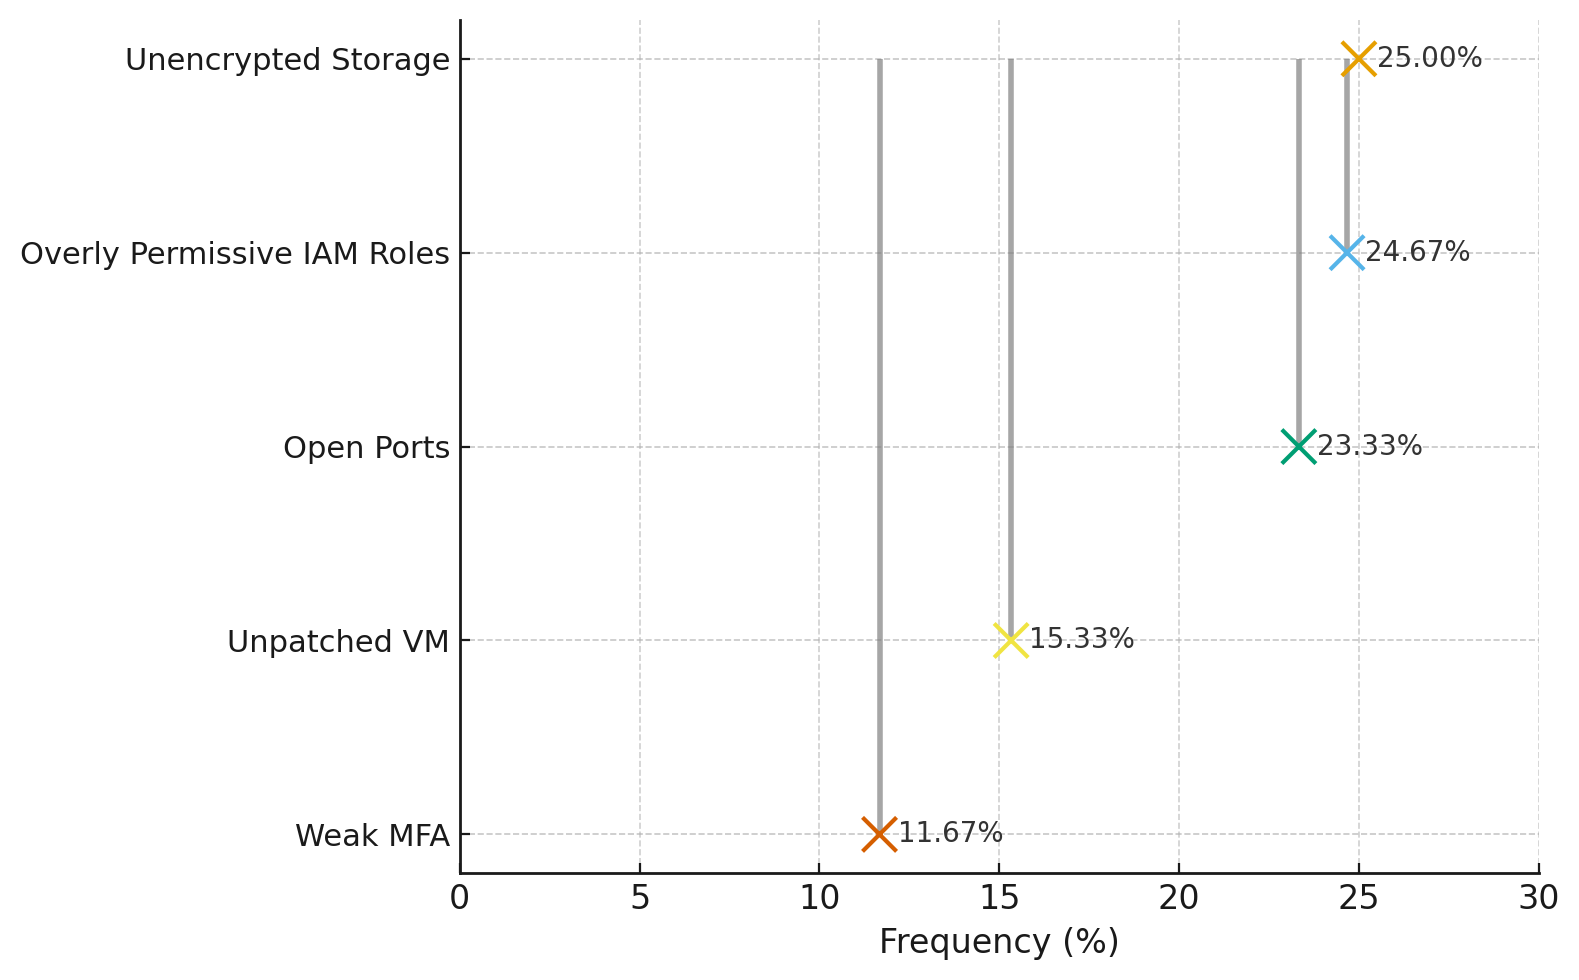 Unencrypted Storage
25.00%
Overly Permissive IAM Roles
24.67%
Open Ports
23.33%
Unpatched VM
15.33%
Weak MFA
11.67%
0 5 10 15 20 25 30
Frequency (%)